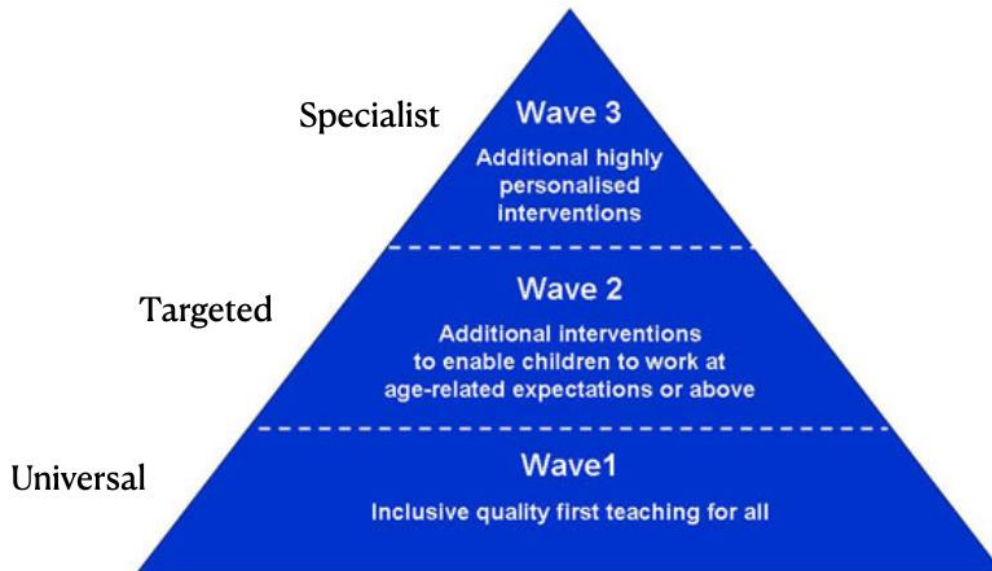 Specialist
Wave 3
Additional highly
personalised
interventions
Targeted
Wave 2
Additional interventions
to enable children to work at
age-related expectations or above
Universal
Wave1
Inclusive quality first teaching for all